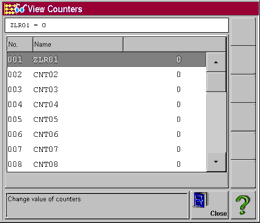 View Counters
ZLR01 = 0
No. Name
001 ZLR01 0
002 CNT02 0
003 CNT03 0
004 CNT04 0
005 CNT05 0
006 CNT06 0
007 CNT07 0
008 CNT08 0
Change value of counters
Close
?